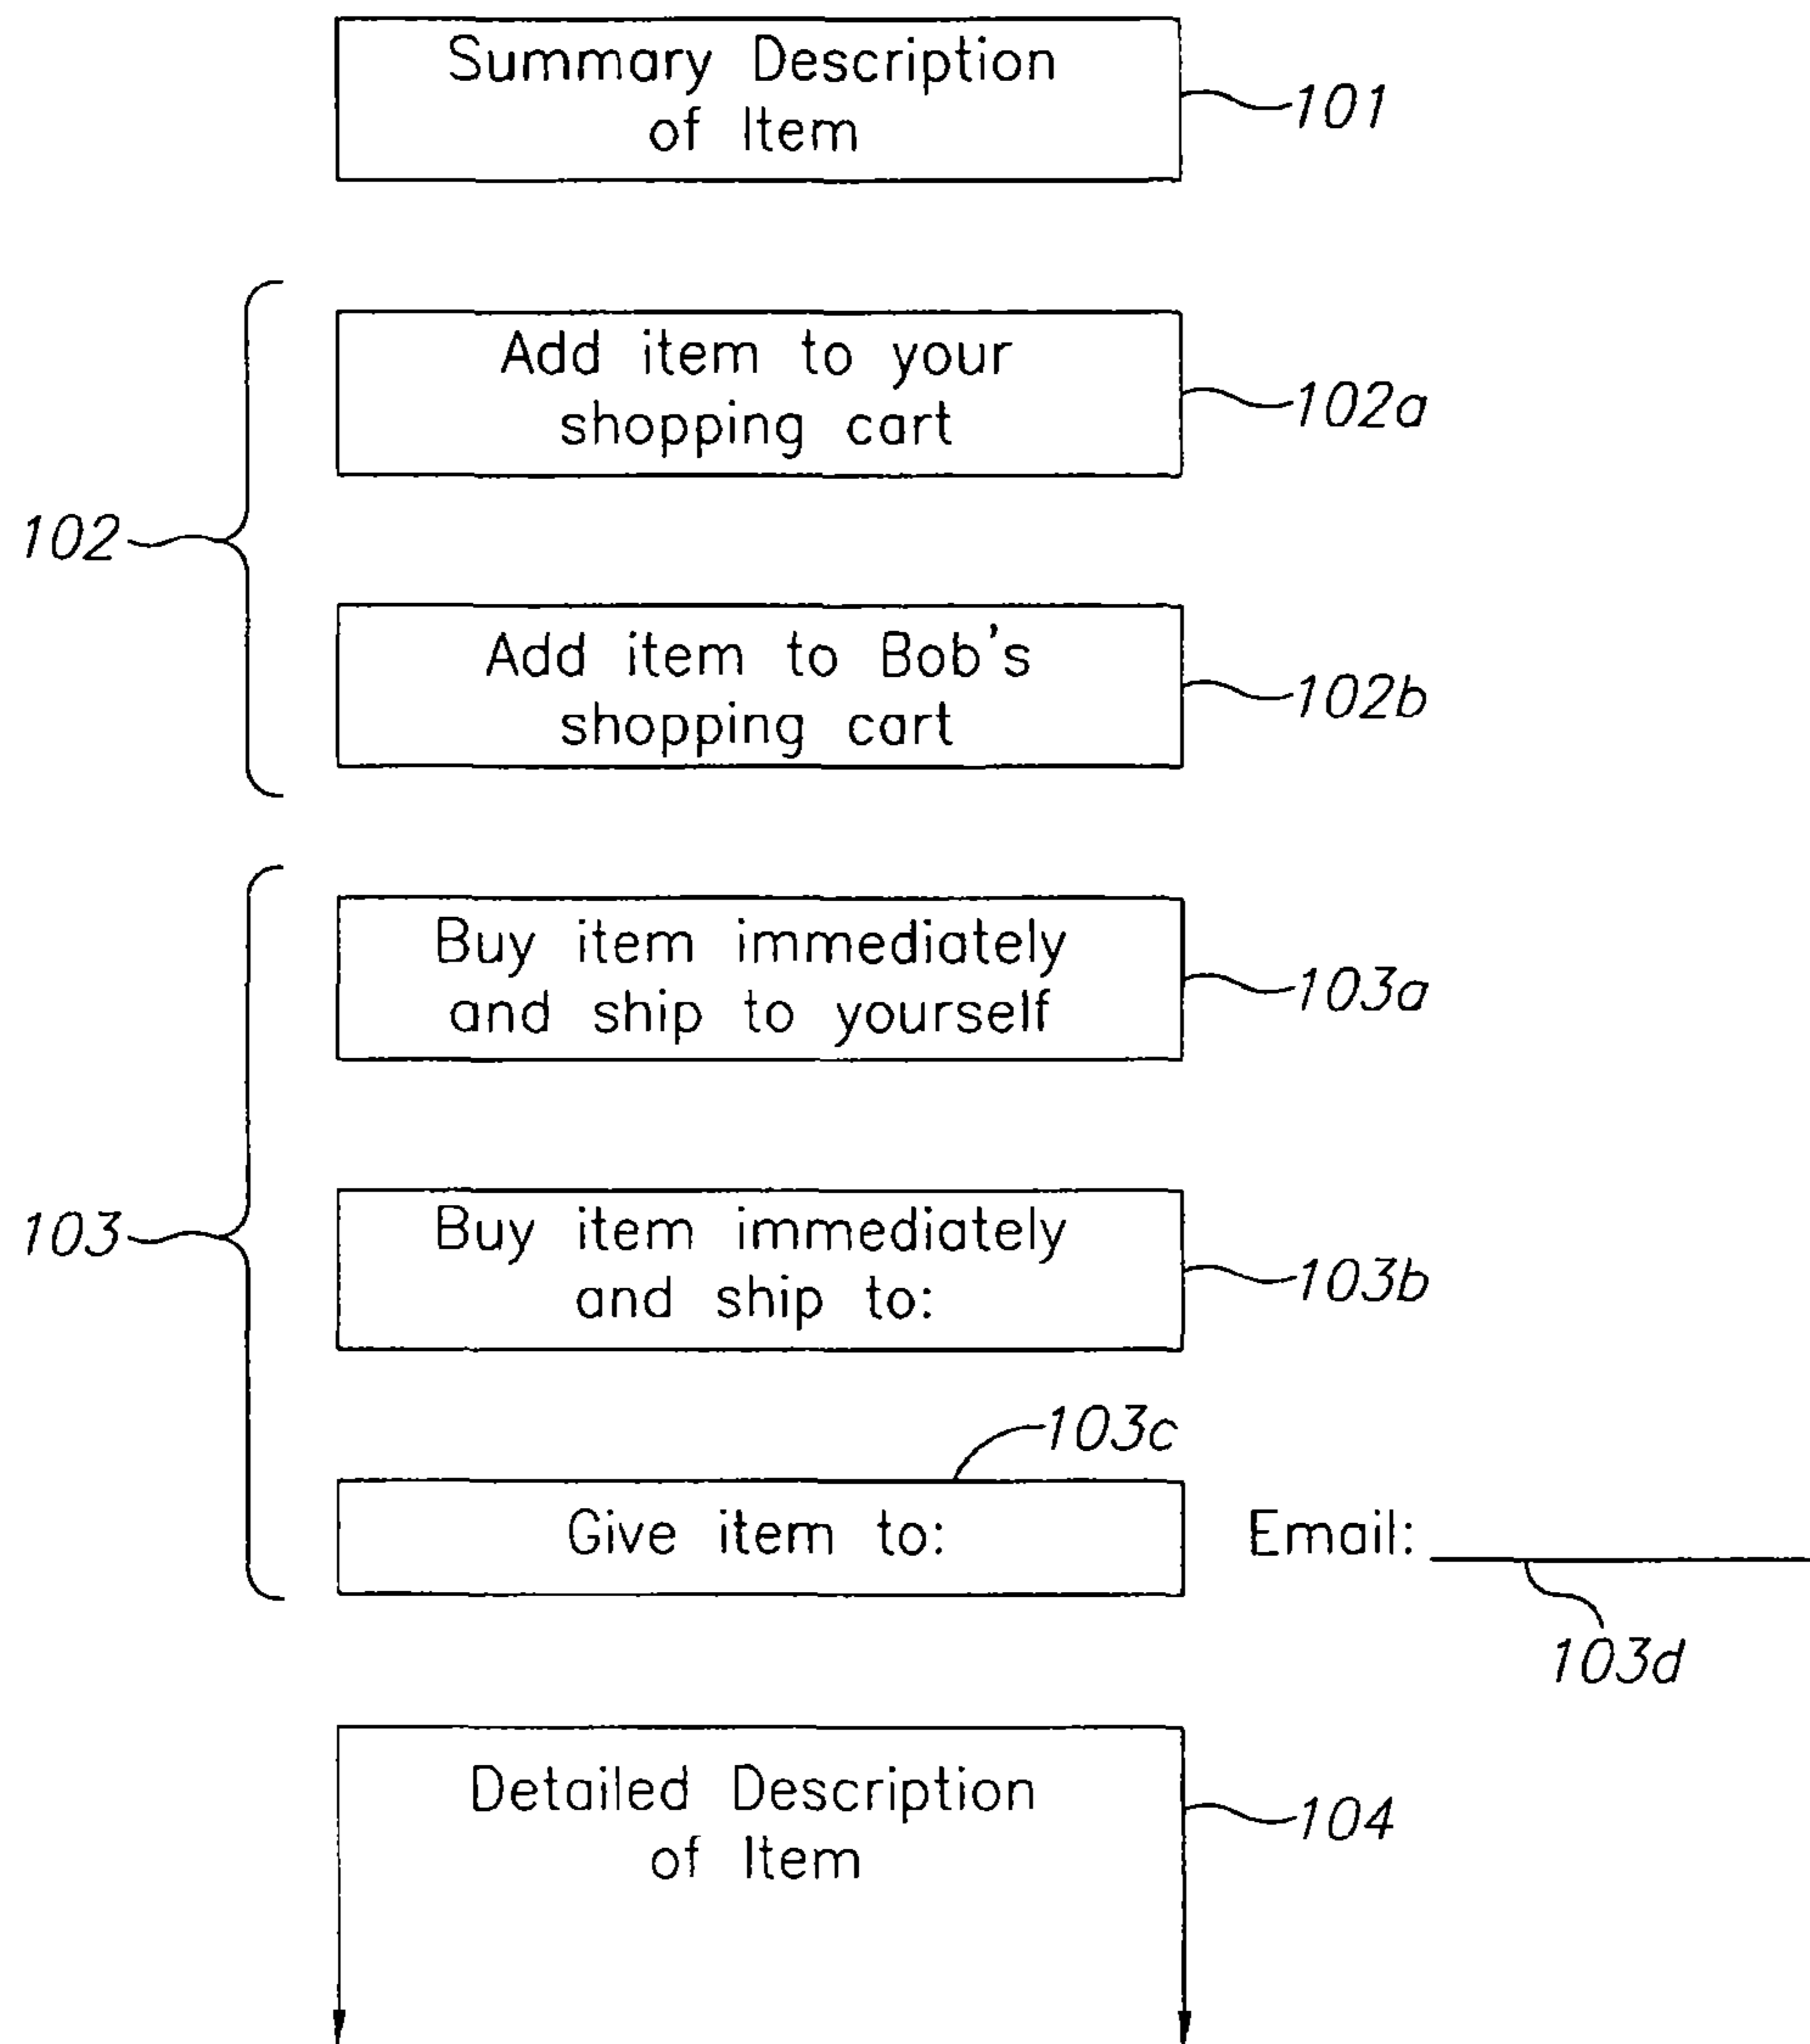 Summary Description
of Item
101
Add item to your
shopping cart
102a
102
Add item to Bob's
shopping cart
102b
Buy item immediately
and ship to yourself
103a
103
Buy item immediately
and ship to:
103b
103c
Give item to:
Email:
103d
Detailed Description
of Item
104